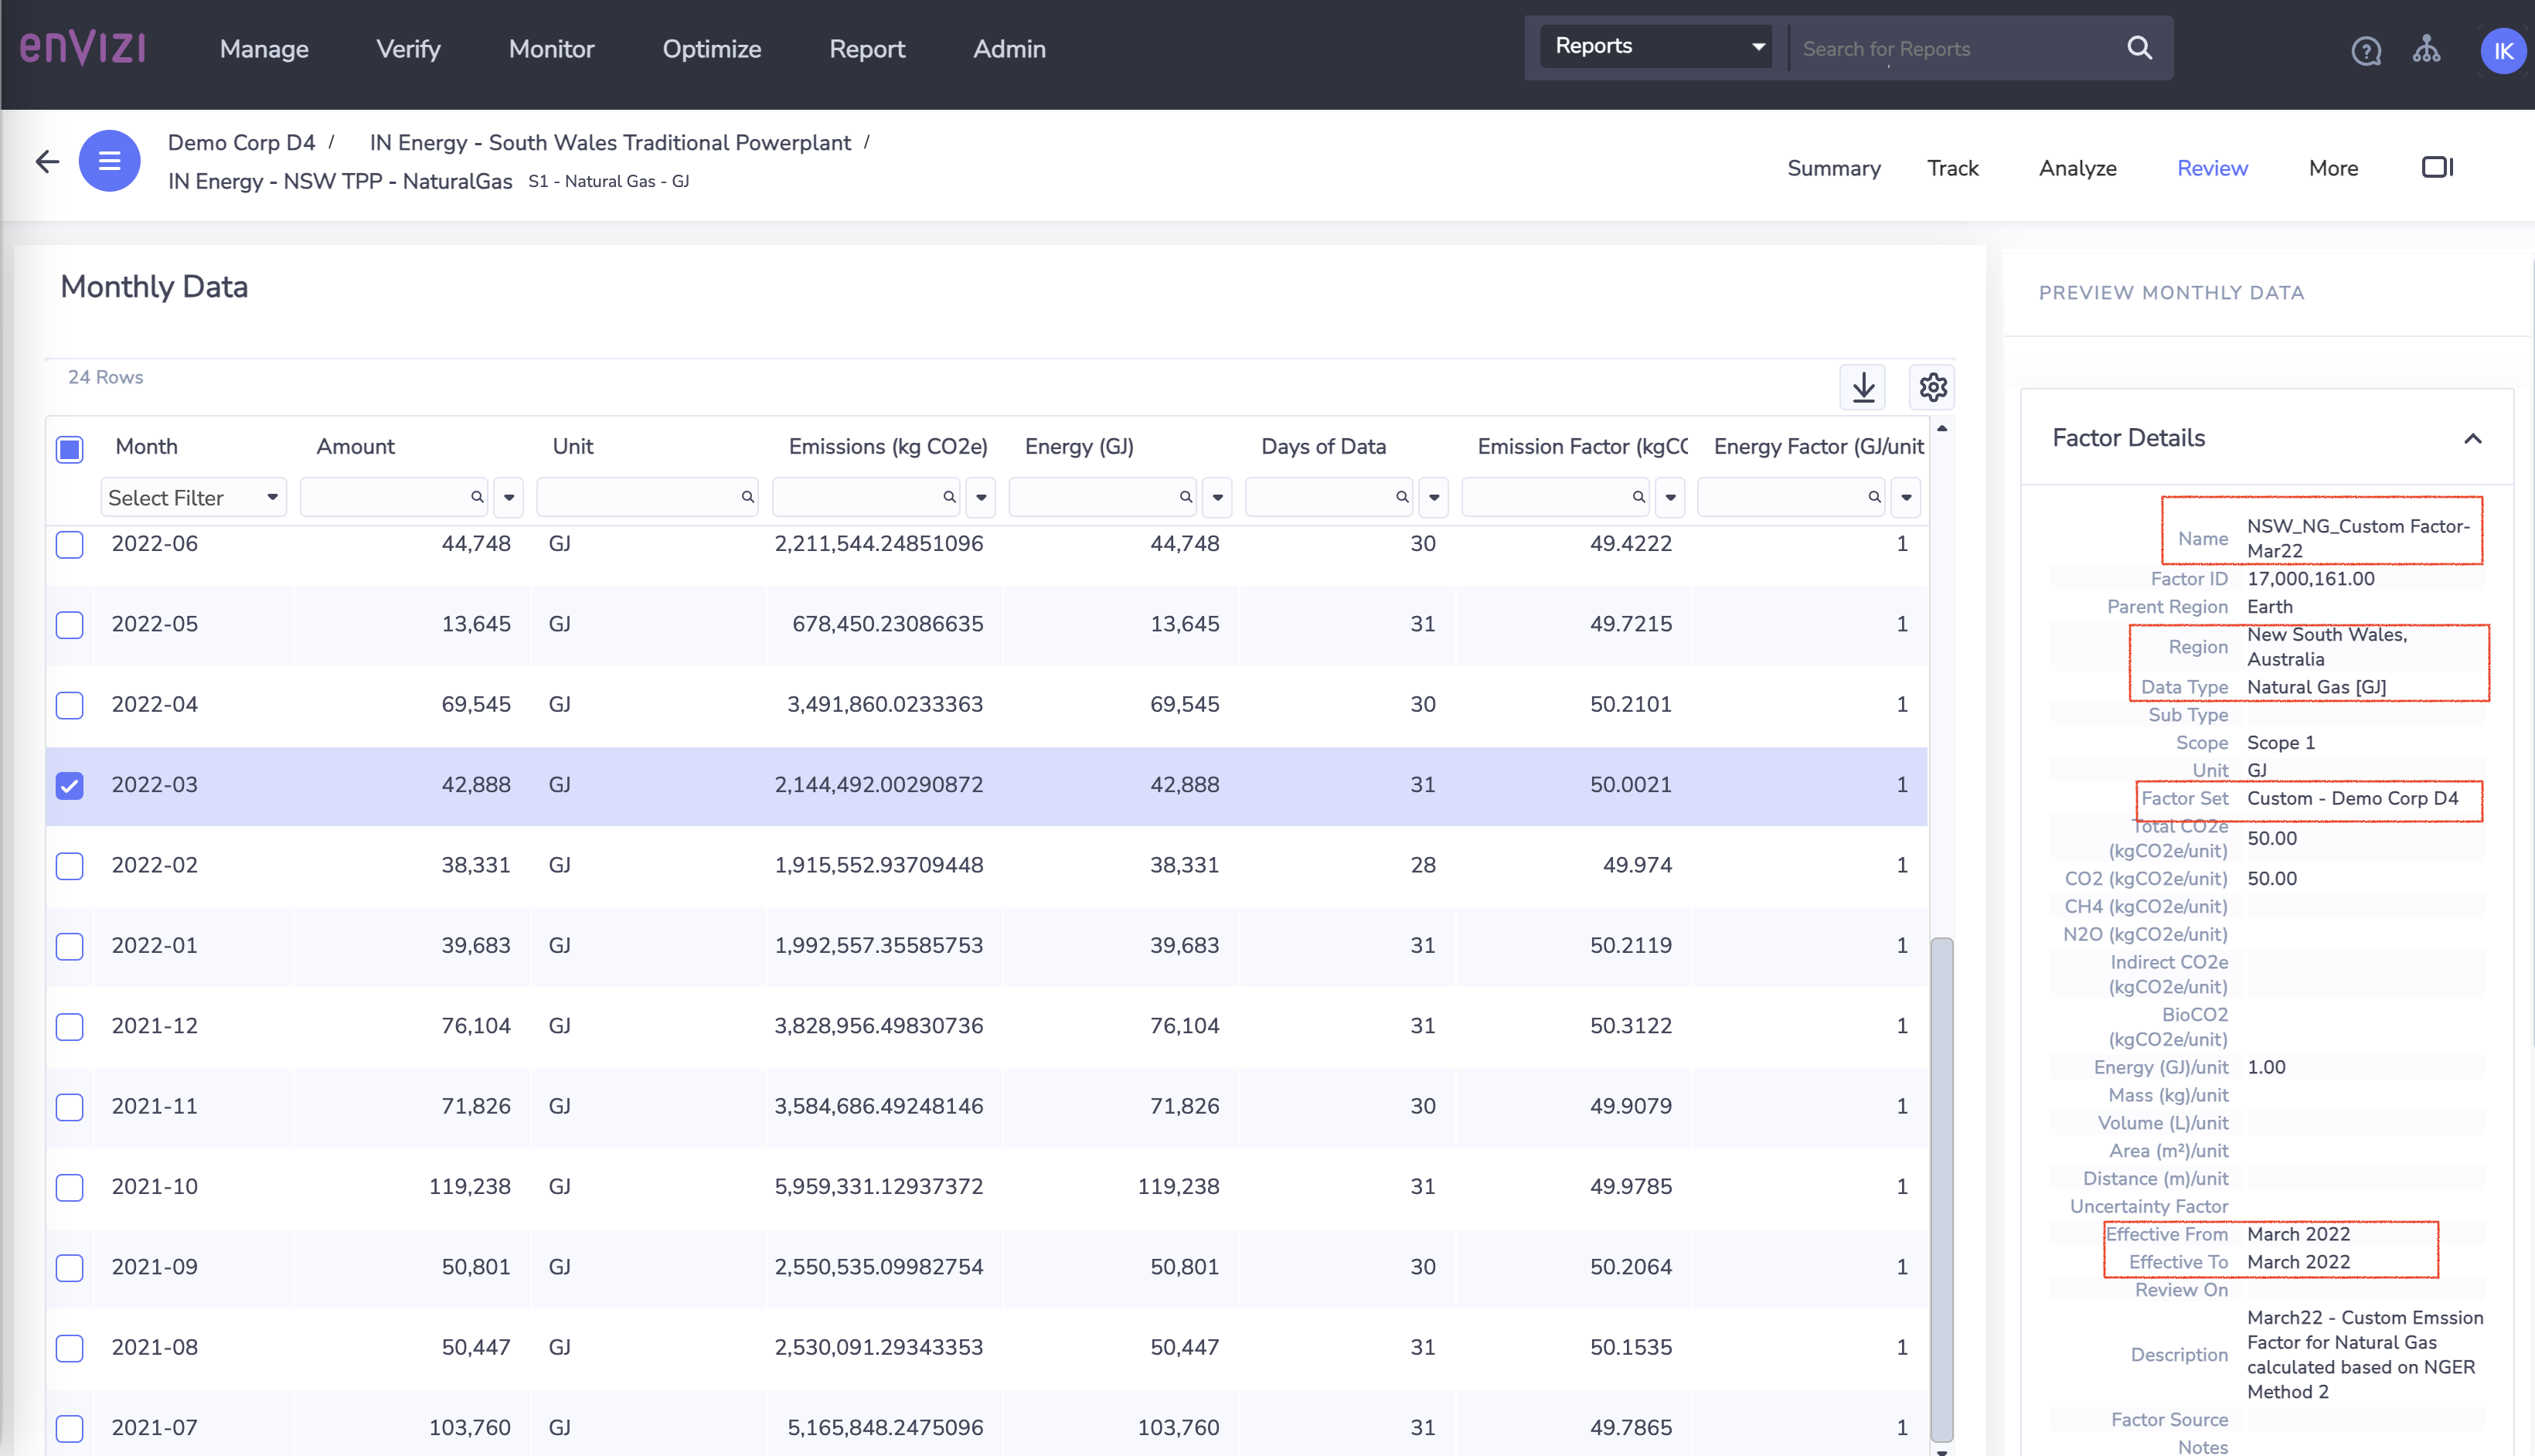 enVIZI
Manage Verify Monitor Optimize Report Admin
Reports Search for Reports IK
Demo Corp D4 / IN Energy - South Wales Traditional Powerplant /
IN Energy - NSW TPP - NaturalGas S1 - Natural Gas - GJ
Summary Track Analyze Review More
Monthly Data
24 Rows
Month Amount Unit Emissions (kg CO2e) Energy (GJ) Days of Data Emission Factor (kgCC Energy Factor (GJ/unit
Select Filter
2022-06 44,748 GJ 2,211,544.24851096 44,748 30 49.4222 1
2022-05 13,645 GJ 678,450.23086635 13,645 31 49.7215 1
2022-04 69,545 GJ 3,491,860.0233363 69,545 30 50.2101 1
2022-03 42,888 GJ 2,144,492.00290872 42,888 31 50.0021 1
2022-02 38,331 GJ 1,915,552.93709448 38,331 28 49.974 1
2022-01 39,683 GJ 1,992,557.35585753 39,683 31 50.2119 1
2021-12 76,104 GJ 3,828,956.49830736 76,104 31 50.3122 1
2021-11 71,826 GJ 3,584,686.49248146 71,826 30 49.9079 1
2021-10 119,238 GJ 5,959,331.12937372 119,238 31 49.9785 1
2021-09 50,801 GJ 2,550,535.09982754 50,801 30 50.2064 1
2021-08 50,447 GJ 2,530,091.29343353 50,447 31 50.1535 1
2021-07 103,760 GJ 5,165,848.2475096 103,760 31 49.7865 1
PREVIEW MONTHLY DATA
Factor Details
Name NSW_NG_Custom Factor-
Mar22
Factor ID 17,000,161.00
Parent Region Earth
Region New South Wales,
Australia
Data Type Natural Gas [GJ]
Sub Type
Scope Scope 1
Unit GJ
Factor Set Custom - Demo Corp D4
Total CO2e
(kgCO2e/unit) 50.00
CO2 (kgCO2e/unit) 50.00
CH4 (kgCO2e/unit)
N2O (kgCO2e/unit)
Indirect CO2e
(kgCO2e/unit)
BioCO2
(kgCO2e/unit)
Energy (GJ)/unit 1.00
Mass (kg)/unit
Volume (L)/unit
Area (m²)/unit
Distance (m)/unit
Uncertainty Factor
Effective From March 2022
Effective To March 2022
Review On
Description March22 - Custom Emssion
Factor for Natural Gas
calculated based on NGER
Method 2
Factor Source
Notes